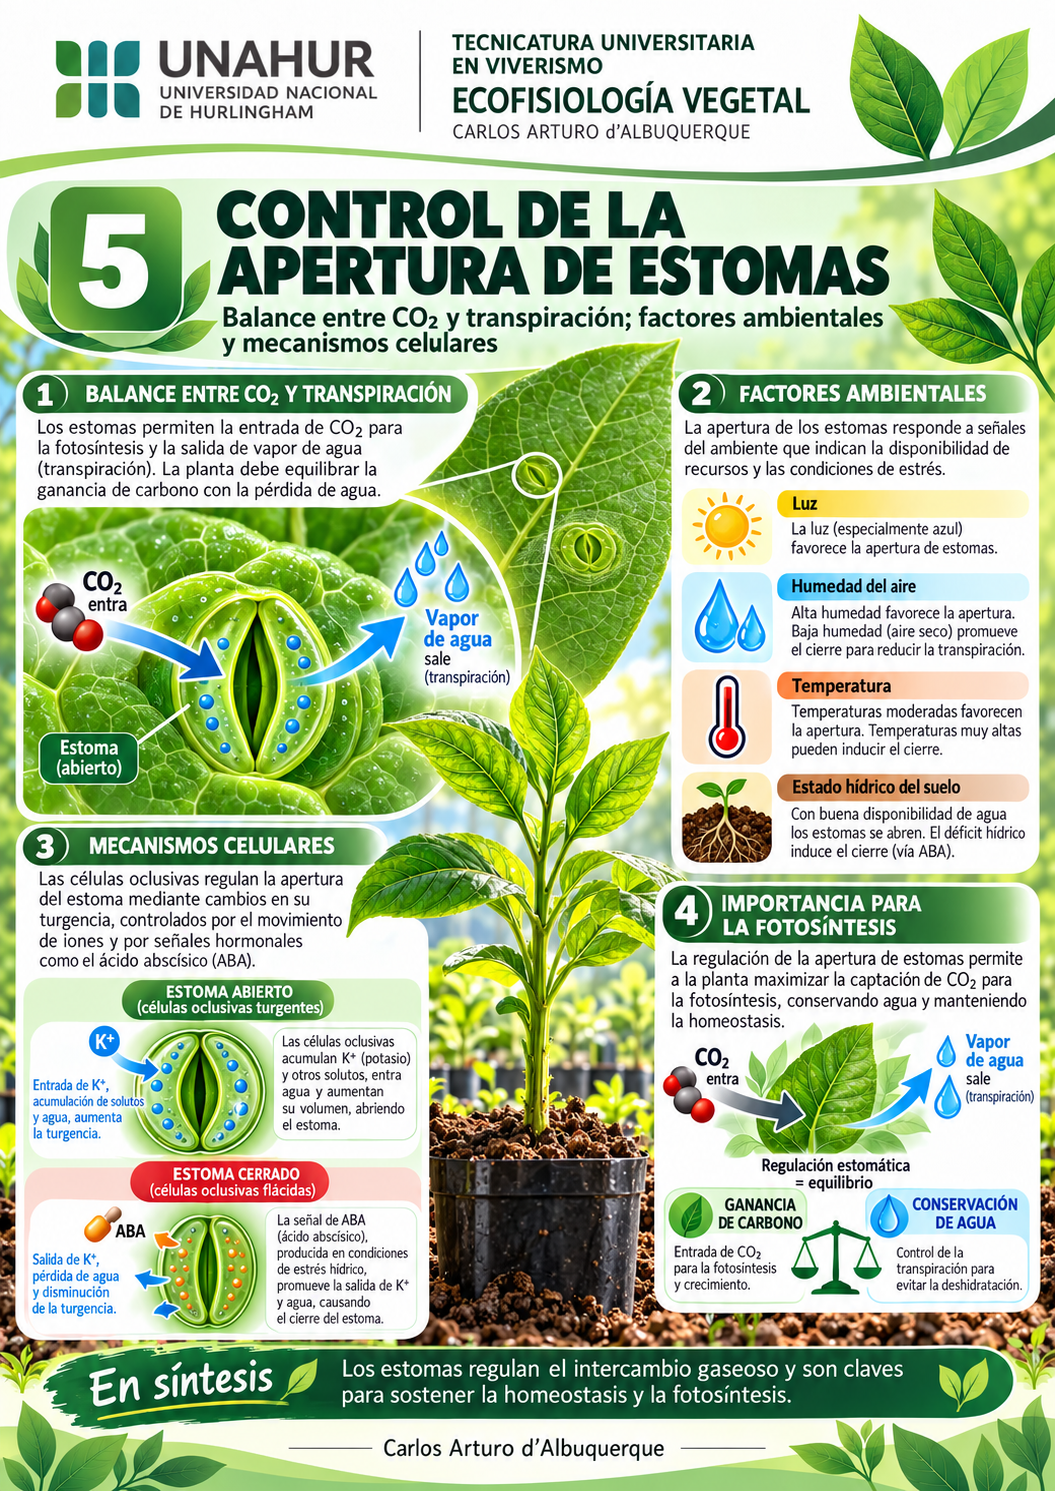 UNAHUR
UNIVERSIDAD NACIONAL
DE HURLINGHAM
TECNICATURA UNIVERSITARIA
EN VIVERISMO
ECOFISIOLOGÍA VEGETAL
CARLOS ARTURO d'ALBUQUERQUE
5
CONTROL DE LA
APERTURA DE ESTOMAS
Balance entre CO₂ y transpiración; factores ambientales
y mecanismos celulares
1 BALANCE ENTRE CO₂ Y TRANSPIRACIÓN
Los estomas permiten la entrada de CO₂ para
la fotosíntesis y la salida de vapor de agua
(transpiración). La planta debe equilibrar la
ganancia de carbono con la pérdida de agua.
CO₂
entra
Vapor
de agua
sale
(transpiración)
Estoma
(abierto)
2 FACTORES AMBIENTALES
La apertura de los estomas responde a señales
del ambiente que indican la disponibilidad de
recursos y las condiciones de estrés.
Luz
La luz (especialmente azul)
favorece la apertura de estomas.
Humedad del aire
Alta humedad favorece la apertura.
Baja humedad (aire seco) promueve
el cierre para reducir la transpiración.
Temperatura
Temperaturas moderadas favorecen
la apertura. Temperaturas muy altas
pueden inducir el cierre.
Estado hídrico del suelo
Con buena disponibilidad de agua
los estomas se abren. El déficit hídrico
induce el cierre (vía ABA).
3 MECANISMOS CELULARES
Las células oclusivas regulan la apertura
del estoma mediante cambios en su
turgencia, controlados por el movimiento
de iones y por señales hormonales
como el ácido abscísico (ABA).
ESTOMA ABIERTO
(células oclusivas turgentes)
K⁺
Entrada de K⁺,
acumulación de solutos
y agua, aumenta
la turgencia.
Las células oclusivas
acumulan K⁺ (potasio)
y otros solutos, entra
agua y aumentan
su volumen, abriendo
el estoma.
ESTOMA CERRADO
(células oclusivas flácidas)
ABA
Salida de K⁺,
pérdida de agua
y disminución
de la turgencia.
La señal de ABA
(ácido abscísico),
producida en condiciones
de estrés hídrico,
promueve la salida de K⁺
y agua, causando
el cierre del estoma.
4 IMPORTANCIA PARA
LA FOTOSÍNTESIS
La regulación de la apertura de estomas permite
a la planta maximizar la captación de CO₂ para
la fotosíntesis, conservando agua y manteniendo
la homeostasis.
CO₂
entra
Vapor
de agua
sale
(transpiración)
Regulación estomática
= equilibrio
GANANCIA
DE CARBONO
Entrada de CO₂
para la fotosíntesis
y crecimiento.
CONSERVACIÓN
DE AGUA
Control de la
transpiración para
evitar la deshidratación.
En síntesis
Los estomas regulan el intercambio gaseoso y son claves
para sostener la homeostasis y la fotosíntesis.
Carlos Arturo d'Albuquerque